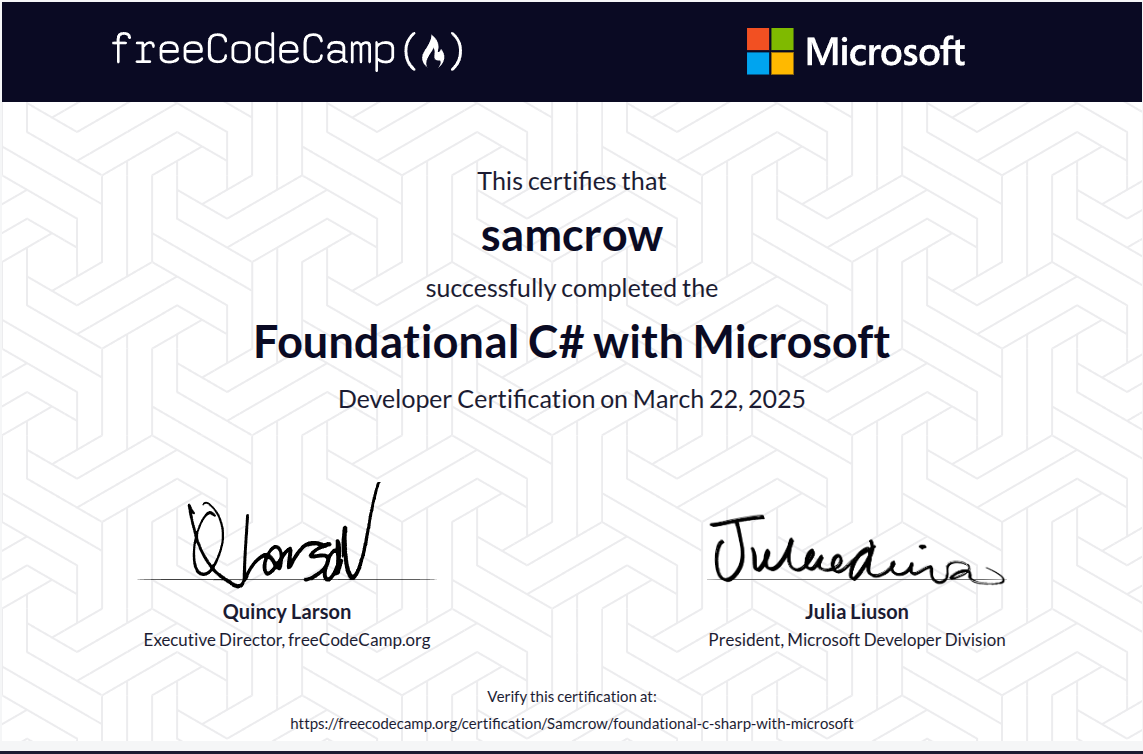 freeCodeCamp
Microsoft
This certifies that
samcrow
successfully completed the
Foundational C# with Microsoft
Developer Certification on March 22, 2025
Quincy Larson
Executive Director, freeCodeCamp.org
Julia Liuson
President, Microsoft Developer Division
Verify this certification at:
https://freecodecamp.org/certification/Samcrow/foundational-c-sharp-with-microsoft